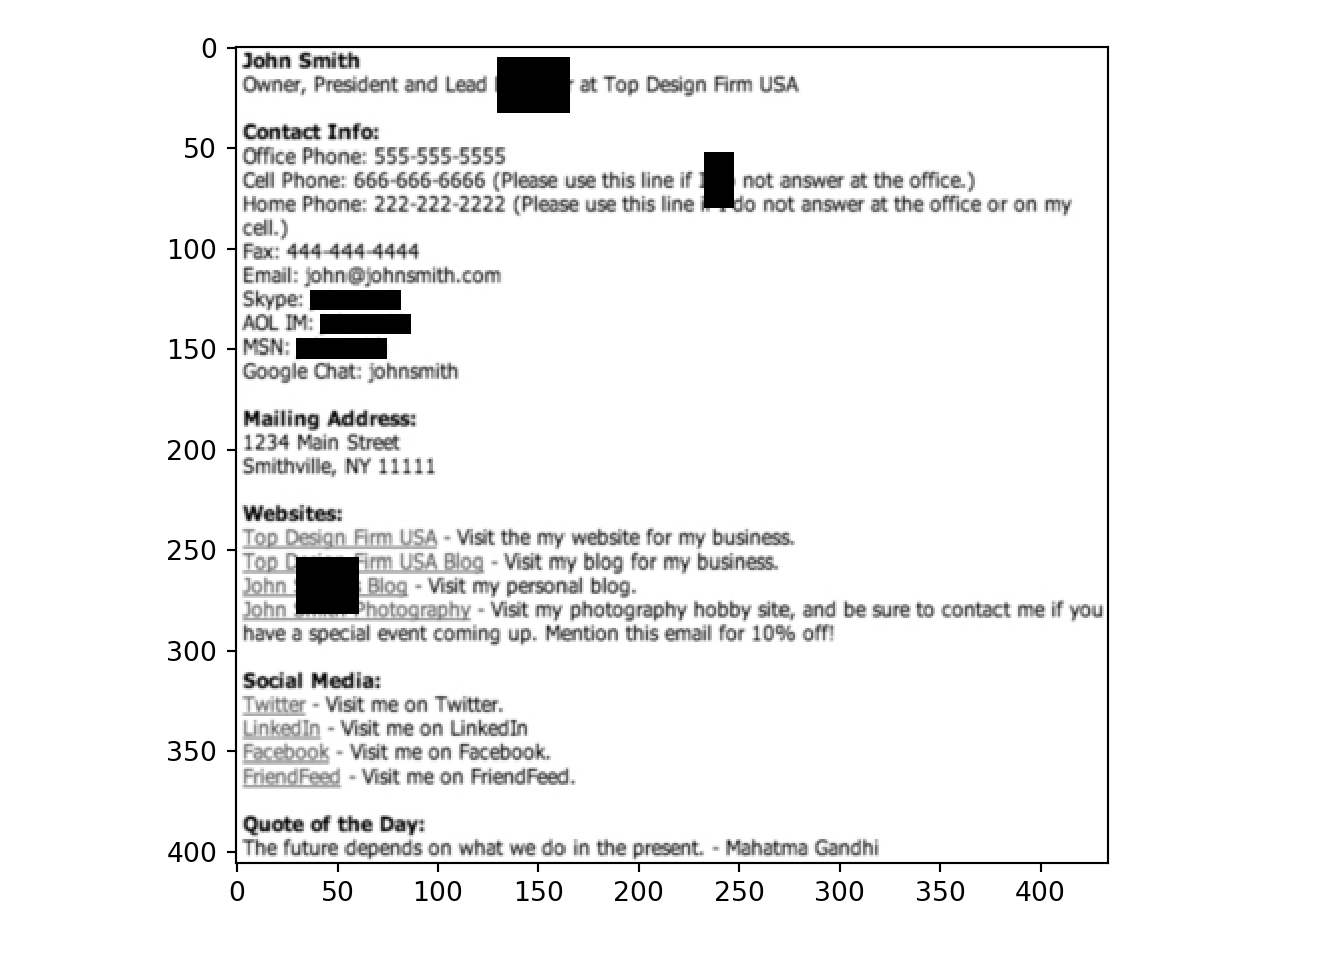 John Smith
Owner, President and Lead at Top Design Firm USA
Contact Info:
Office Phone: 555-555-5555
Cell Phone: 666-666-6666 (Please use this line if not answer at the office.)
Home Phone: 222-222-2222 (Please use this line if I do not answer at the office or on my
cell.)
Fax: 444-444-4444
Email: john@johnsmith.com
Skype:
AOL IM:
MSN:
Google Chat: johnsmith
Mailing Address:
1234 Main Street
Smithville, NY 11111
Websites:
Top Design Firm USA - Visit the my website for my business.
Top Firm USA Blog - Visit my blog for my business.
John Blog - Visit my personal blog.
John Photography - Visit my photography hobby site, and be sure to contact me if you
have a special event coming up. Mention this email for 10% off!
Social Media:
Twitter - Visit me on Twitter.
LinkedIn - Visit me on LinkedIn
Facebook - Visit me on Facebook.
FriendFeed - Visit me on FriendFeed.
Quote of the Day:
The future depends on what we do in the present. - Mahatma Gandhi
0
50
100
150
200
250
300
350
400
0 50 100 150 200 250 300 350 400